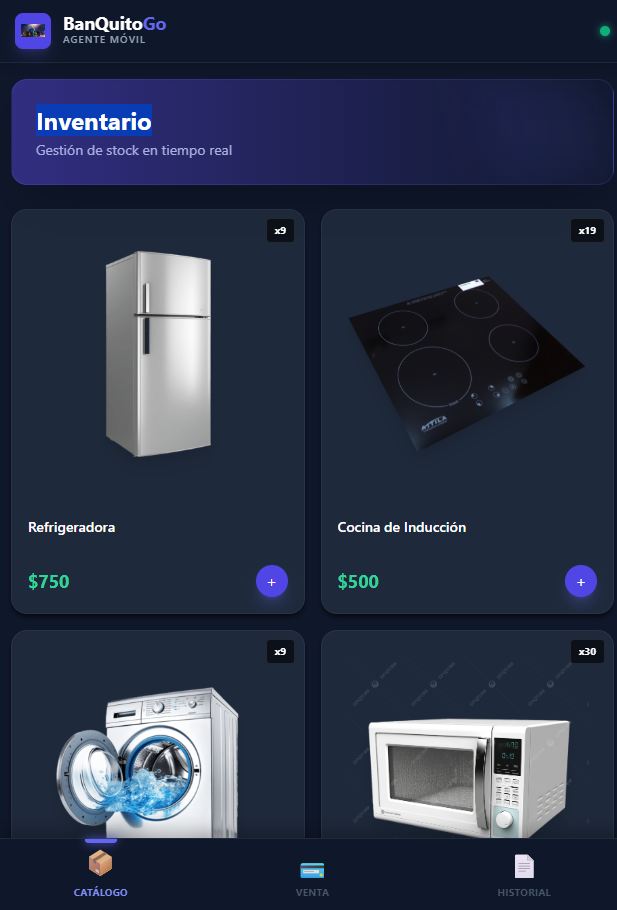 BanQuitoGo
AGENTE MÓVIL
Inventario
Gestión de stock en tiempo real
x9
x19
ATTILA
Refrigeradora
Cocina de Inducción
$750
+
$500
+
x9
x30
CATÁLOGO
VENTA
HISTORIAL